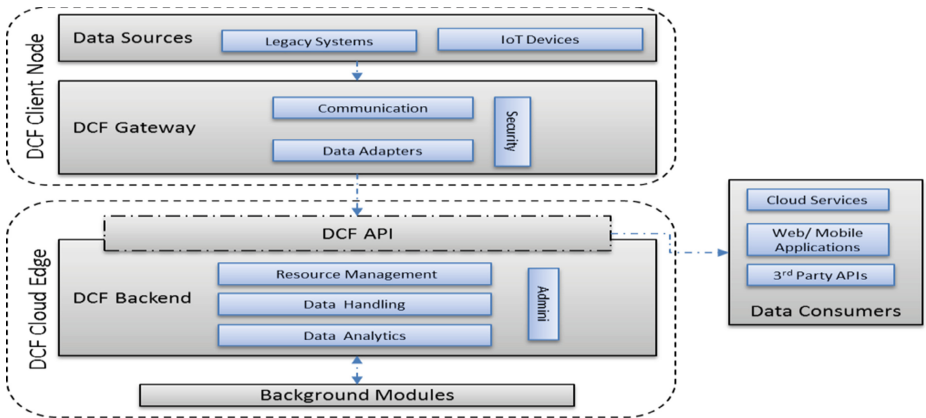 DCF Client Node
Data Sources
Legacy Systems
IoT Devices
DCF Gateway
Communication
Data Adapters
Security
DCF Cloud Edge
DCF API
DCF Backend
Resource Management
Data Handling
Data Analytics
Admini
Background Modules
Cloud Services
Web/ Mobile
Applications
3rd Party APIs
Data Consumers